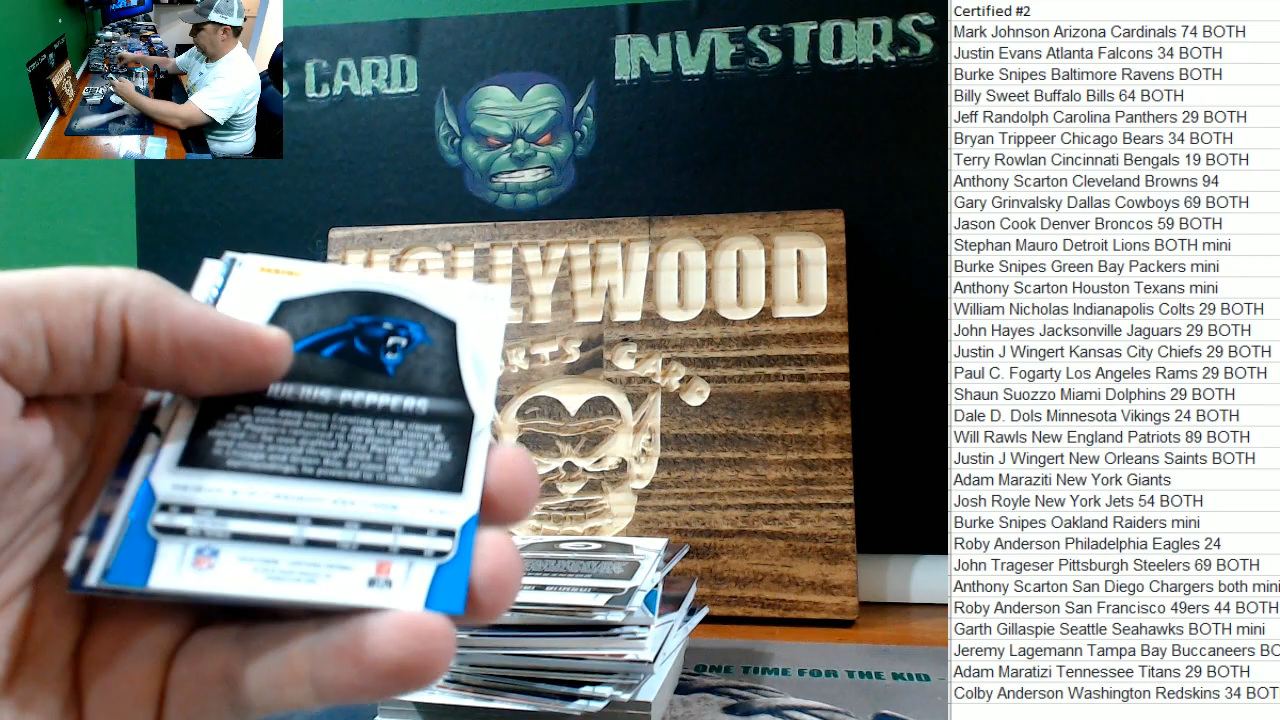 S CARD
INVESTORS
HOLLYWOOD
RTS CARD
JULIUS PEPPERS
- ONE TIME FOR THE KID -
Certified #2
Mark Johnson Arizona Cardinals 74 BOTH
Justin Evans Atlanta Falcons 34 BOTH
Burke Snipes Baltimore Ravens BOTH
Billy Sweet Buffalo Bills 64 BOTH
Jeff Randolph Carolina Panthers 29 BOTH
Bryan Trippeer Chicago Bears 34 BOTH
Terry Rowlan Cincinnati Bengals 19 BOTH
Anthony Scarton Cleveland Browns 94
Gary Grinvalsky Dallas Cowboys 69 BOTH
Jason Cook Denver Broncos 59 BOTH
Stephan Mauro Detroit Lions BOTH mini
Burke Snipes Green Bay Packers mini
Anthony Scarton Houston Texans mini
William Nicholas Indianapolis Colts 29 BOTH
John Hayes Jacksonville Jaguars 29 BOTH
Justin J Wingert Kansas City Chiefs 29 BOTH
Paul C. Fogarty Los Angeles Rams 29 BOTH
Shaun Suozzo Miami Dolphins 29 BOTH
Dale D. Dols Minnesota Vikings 24 BOTH
Will Rawls New England Patriots 89 BOTH
Justin J Wingert New Orleans Saints BOTH
Adam Maraziti New York Giants
Josh Royle New York Jets 54 BOTH
Burke Snipes Oakland Raiders mini
Roby Anderson Philadelphia Eagles 24
John Trageser Pittsburgh Steelers 69 BOTH
Anthony Scarton San Diego Chargers both mini
Roby Anderson San Francisco 49ers 44 BOTH
Garth Gillaspie Seattle Seahawks BOTH mini
Jeremy Lagemann Tampa Bay Buccaneers BO
Adam Maratizi Tennessee Titans 29 BOTH
Colby Anderson Washington Redskins 34 BOT